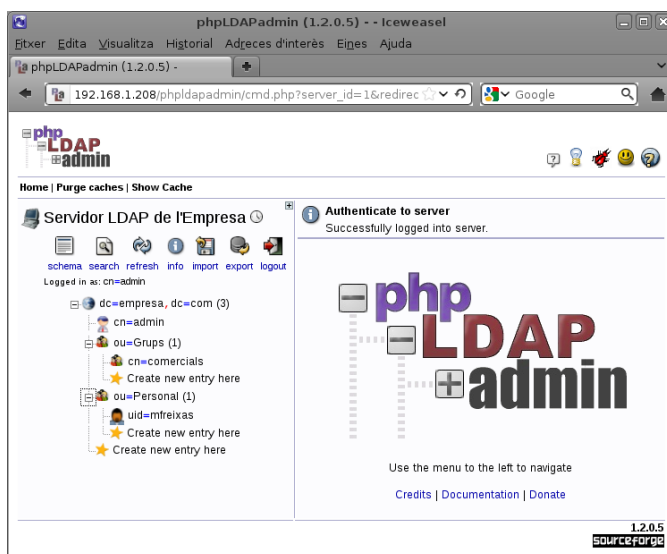 phpLDAPadmin (1.2.0.5) - - Iceweasel
Fitxer Edita Visualitza Historial Adreces d'interès Eines Ajuda
phpLDAPadmin (1.2.0.5) -
192.168.1.208/phpldapadmin/cmd.php?server_id=1&redirec
Google
php
LDAP
admin
Home | Purge caches | Show Cache
Servidor LDAP de l'Empresa
schema search refresh info import export logout
Logged in as: cn=admin
dc=empresa, dc=com (3)
cn=admin
ou=Grups (1)
cn=comercials
Create new entry here
ou=Personal (1)
uid=mfreixas
Create new entry here
Create new entry here
Authenticate to server
Successfully logged into server.
php
LDAP
admin
Use the menu to the left to navigate
Credits | Documentation | Donate
1.2.0.5
sourceforge